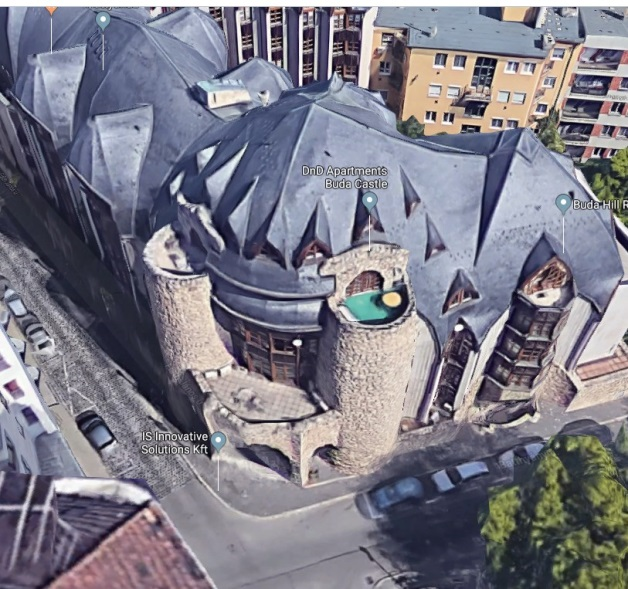 DnD Apartments
Buda Castle
Buda Hill R
IS Innovative
Solutions Kft